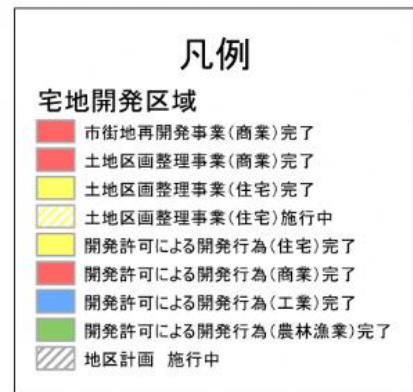 凡例
宅地開発区域
市街地再開発事業(商業)完了
土地区画整理事業(商業)完了
土地区画整理事業(住宅)完了
土地区画整理事業(住宅)施行中
開発許可による開発行為(住宅)完了
開発許可による開発行為(商業)完了
開発許可による開発行為(工業)完了
開発許可による開発行為(農林漁業)完了
地区計画 施行中